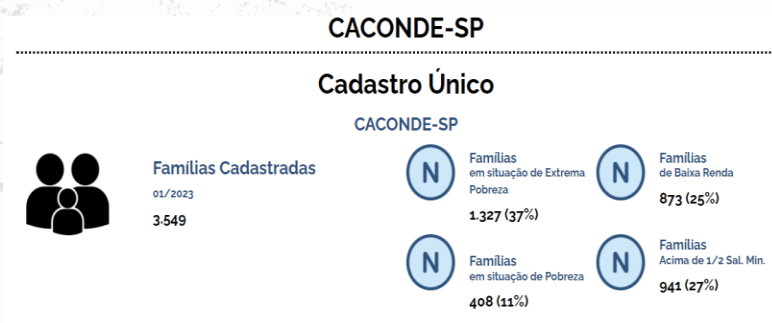 CACONDE-SP
Cadastro Único
CACONDE-SP
Famílias Cadastradas
01/2023
3.549
N
Famílias
em situação de Extrema
Pobreza
1.327 (37%)
N
Famílias
de Baixa Renda
873 (25%)
N
Famílias
em situação de Pobreza
408 (11%)
N
Famílias
Acima de 1/2 Sal. Min.
941 (27%)